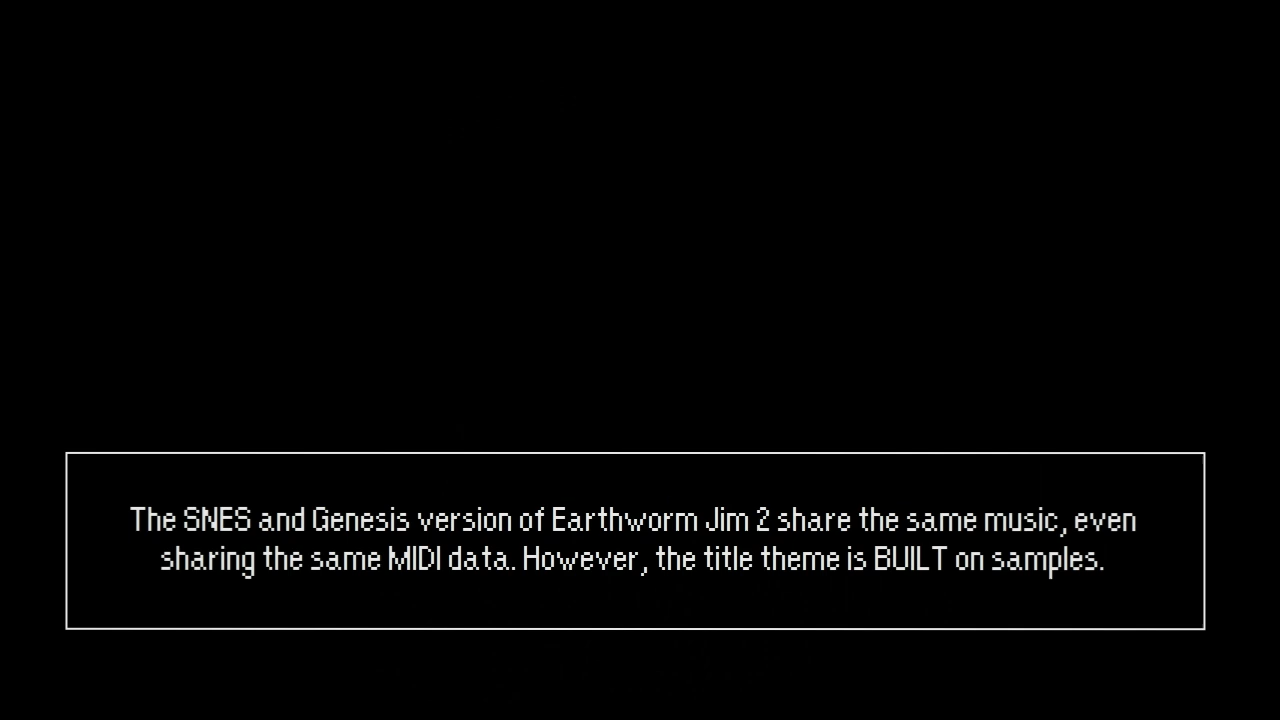 The SNES and Genesis version of Earthworm Jim 2 share the same music, even
sharing the same MIDI data. However, the title theme is BUILT on samples.